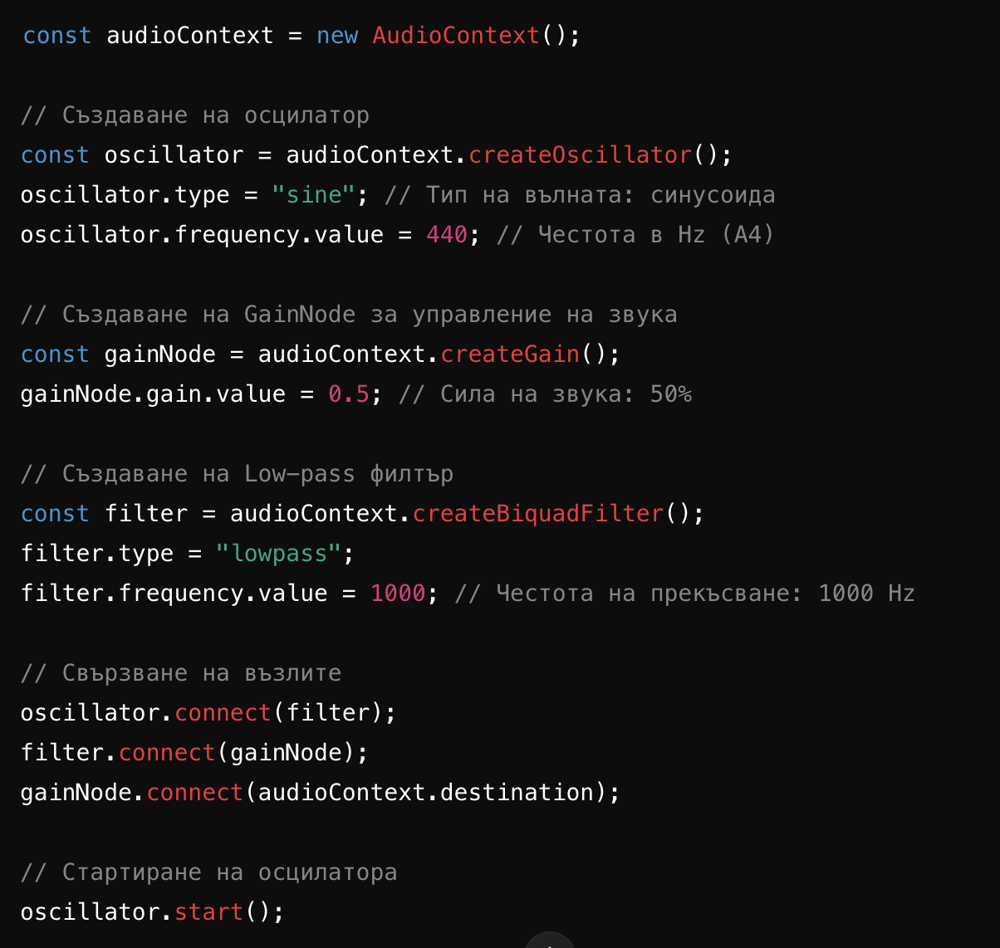 const audioContext = new AudioContext();
// Създаване на осцилатор
const oscillator = audioContext.createOscillator();
oscillator.type = "sine"; // Тип на вълната: синусоида
oscillator.frequency.value = 440; // Честота в Hz (A4)
// Създаване на GainNode за управление на звука
const gainNode = audioContext.createGain();
gainNode.gain.value = 0.5; // Сила на звука: 50%
// Създаване на Low-pass филтър
const filter = audioContext.createBiquadFilter();
filter.type = "lowpass";
filter.frequency.value = 1000; // Честота на прекъсване: 1000 Hz
// Свързване на възлите
oscillator.connect(filter);
filter.connect(gainNode);
gainNode.connect(audioContext.destination);
// Стартиране на осцилатора
oscillator.start();